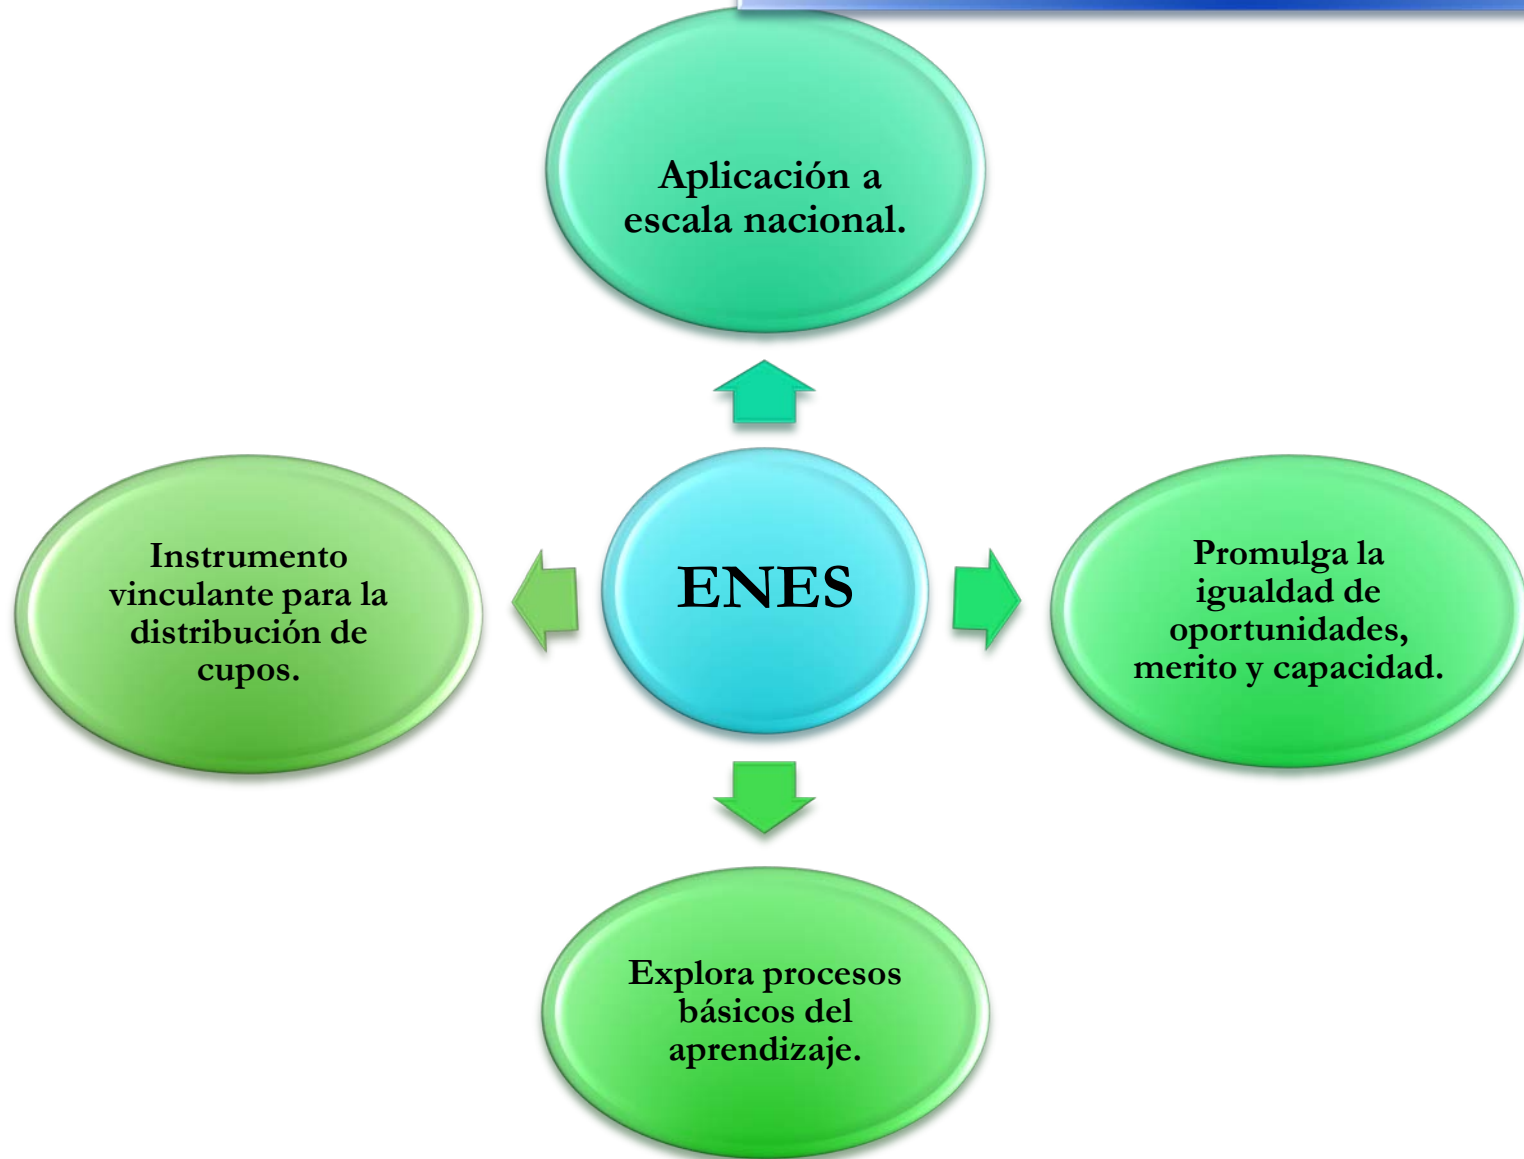 Aplicación a
escala nacional.
Instrumento
vinculante para la
distribución de
cupos.
ENES
Promulga la
igualdad de
oportunidades,
merito y capacidad.
Explora procesos
básicos del
aprendizaje.